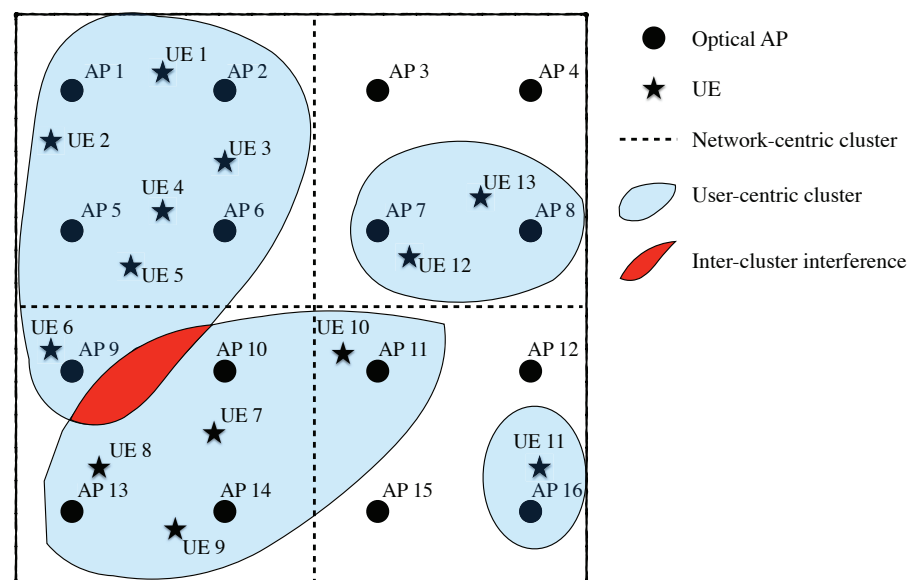 UE 1
AP 1
AP 2
AP 3
AP 4
Optical AP
UE
UE 2
UE 3
Network-centric cluster
UE 4
UE 13
User-centric cluster
AP 5
AP 6
AP 7
AP 8
UE 5
UE 12
Inter-cluster interference
UE 6
UE 10
AP 9
AP 10
AP 11
AP 12
UE 7
UE 8
UE 11
AP 13
AP 14
AP 15
AP 16
UE 9